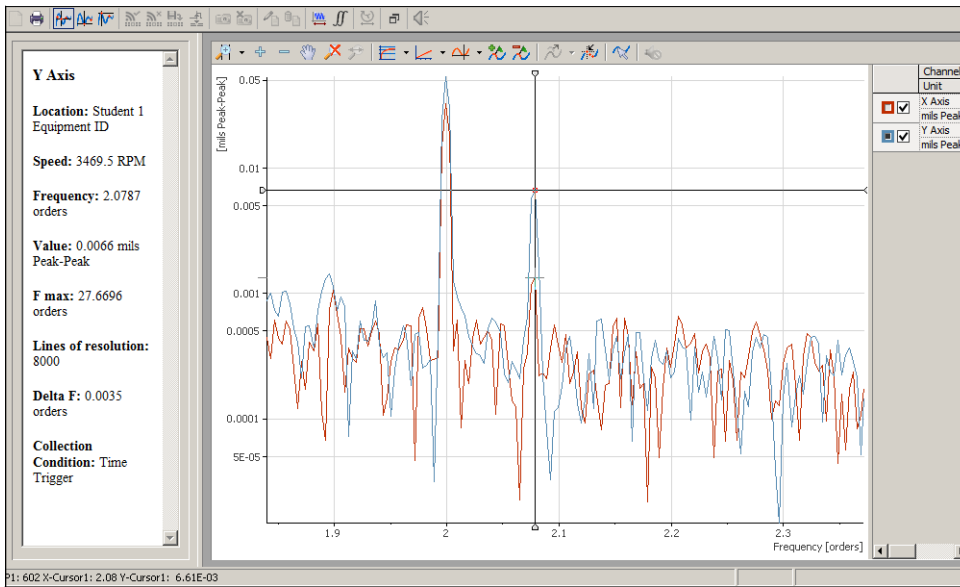 Y Axis
Location: Student 1
Equipment ID
Speed: 3469.5 RPM
Frequency: 2.0787
orders
Value: 0.0066 mils
Peak-Peak
F max: 27.6696
orders
Lines of resolution:
8000
Delta F: 0.0035
orders
Collection
Condition: Time
Trigger
[mils Peak-Peak]
0.05
0.01
0.005
0.001
0.0005
0.0001
5E-05
1.9 2 2.1 2.2 2.3
Frequency [orders]
Channel
Unit
X Axis
mils Peak
Y Axis
mils Peak
P1: 602 X-Cursor1: 2.08 Y-Cursor1: 6.61E-03